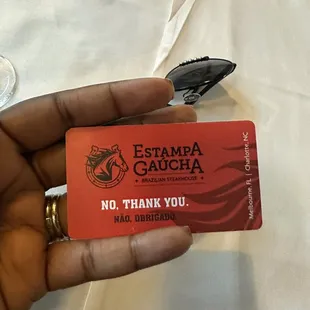 ESTAMPA
GAÚCHA
BRAZILIAN STEAKHOUSE
NO, THANK YOU.
NÃO, OBRIGADO
Melbourne, FL | Charlotte, NC